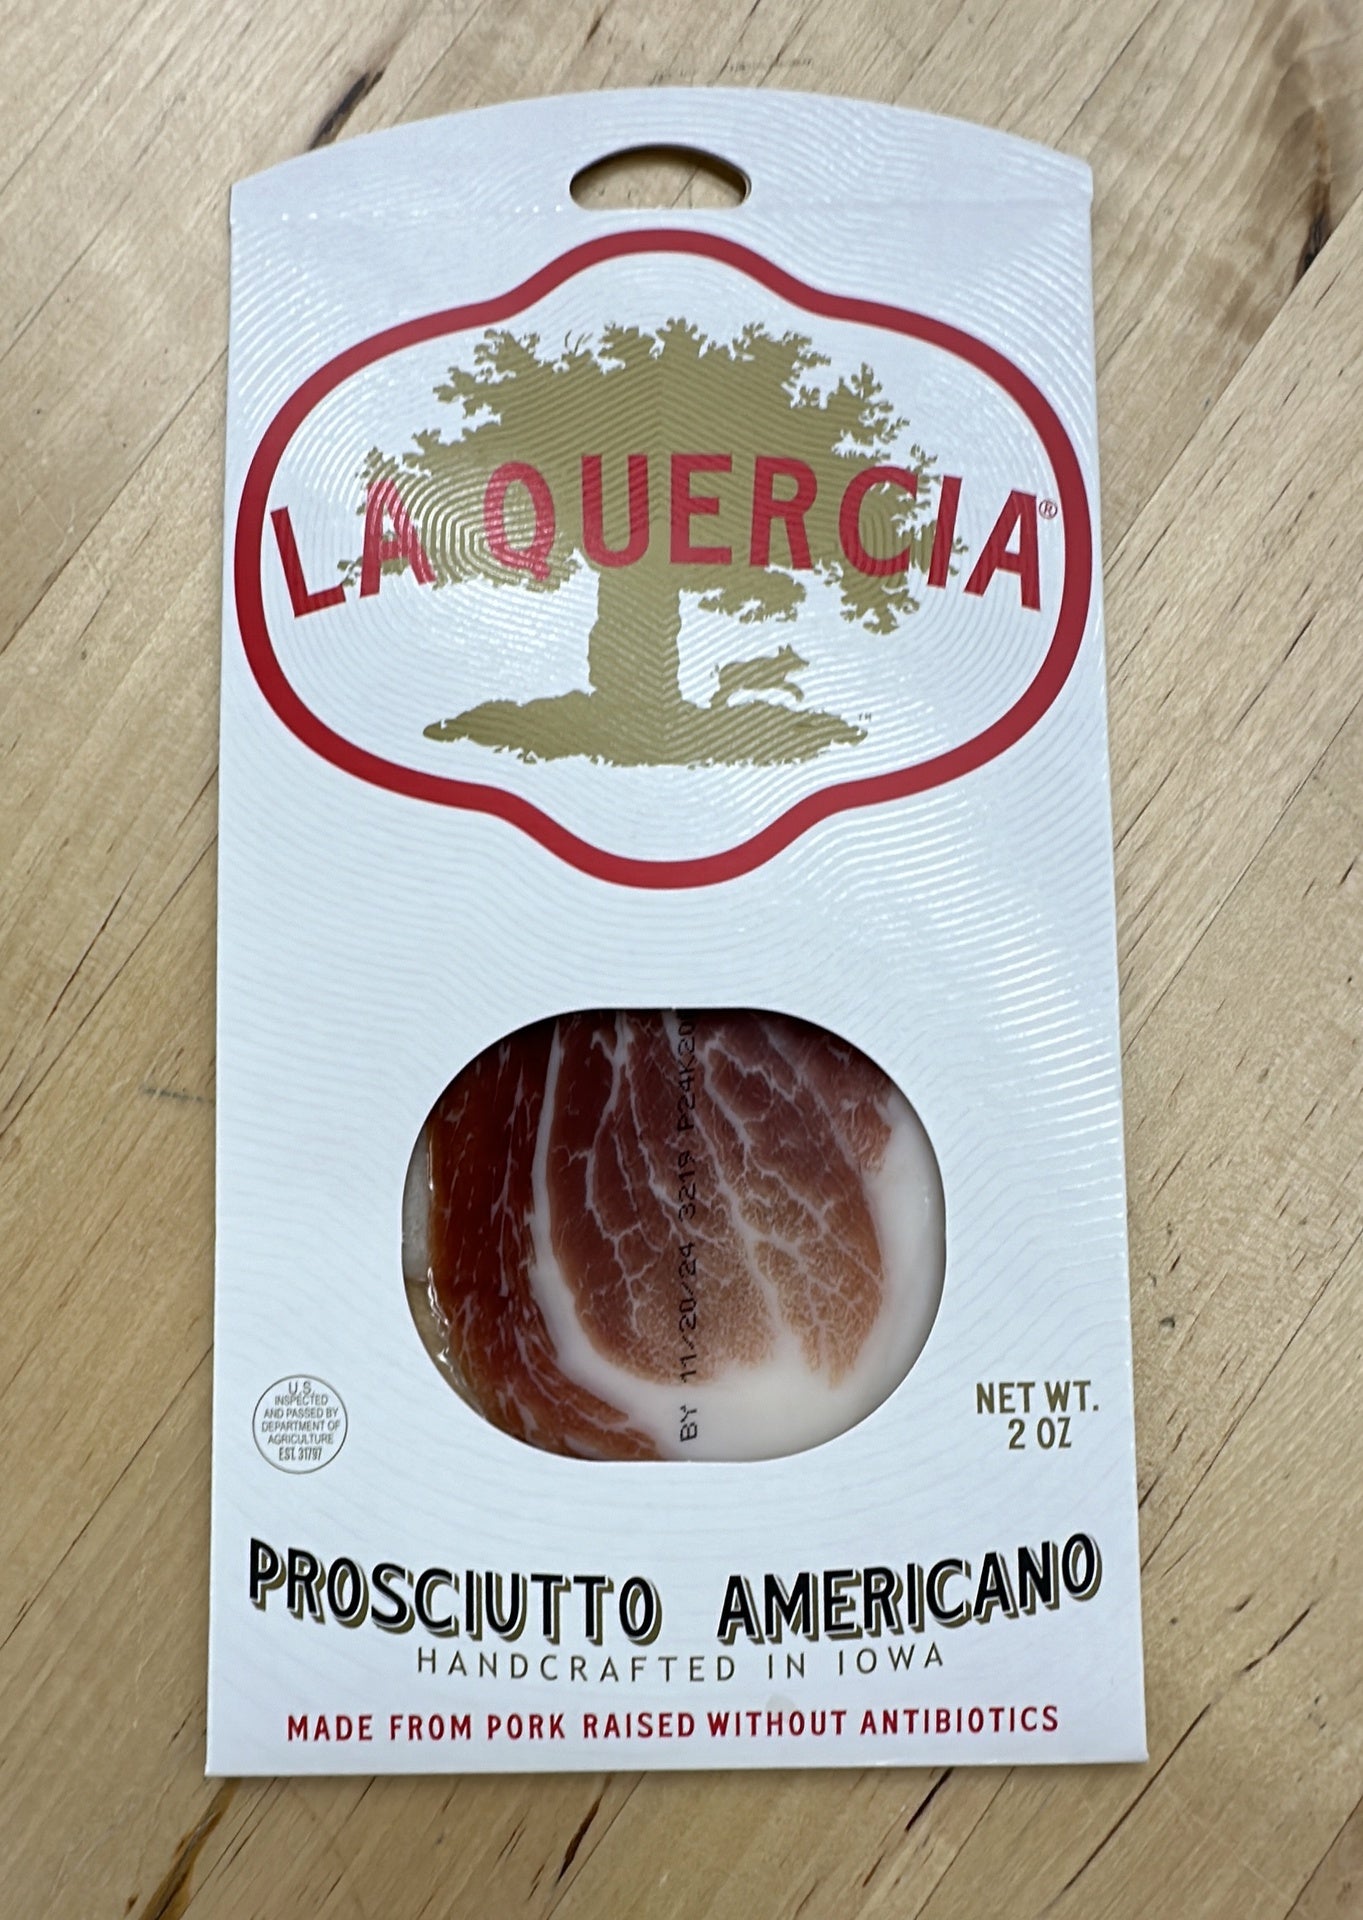 LA QUERCIA®
TM
BY 11/20/24 3219 P24K20
U.S.
INSPECTED
AND PASSED BY
DEPARTMENT OF
AGRICULTURE
EST. 31797
NET WT.
2 OZ
PROSCIUTTO AMERICANO
HANDCRAFTED IN IOWA
MADE FROM PORK RAISED WITHOUT ANTIBIOTICS